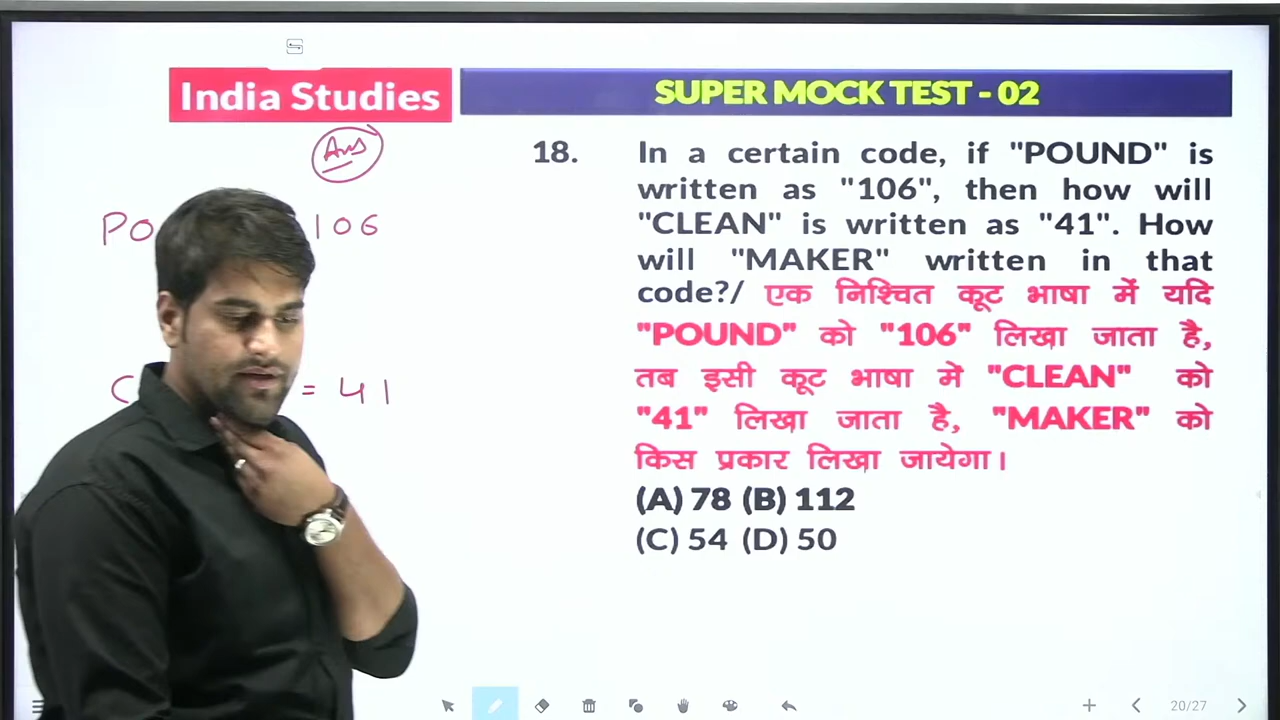 India Studies
SUPER MOCK TEST - 02
Ans
PO
106
C
= 41
18. In a certain code, if "POUND" is
written as "106", then how will
"CLEAN" is written as "41". How
will "MAKER" written in that
code?/ एक निश्चित कूट भाषा में यदि
"POUND" को "106" लिखा जाता है,
तब इसी कूट भाषा में "CLEAN" को
"41" लिखा जाता है, "MAKER" को
किस प्रकार लिखा जायेगा।
(A) 78 (B) 112
(C) 54 (D) 50
20/27